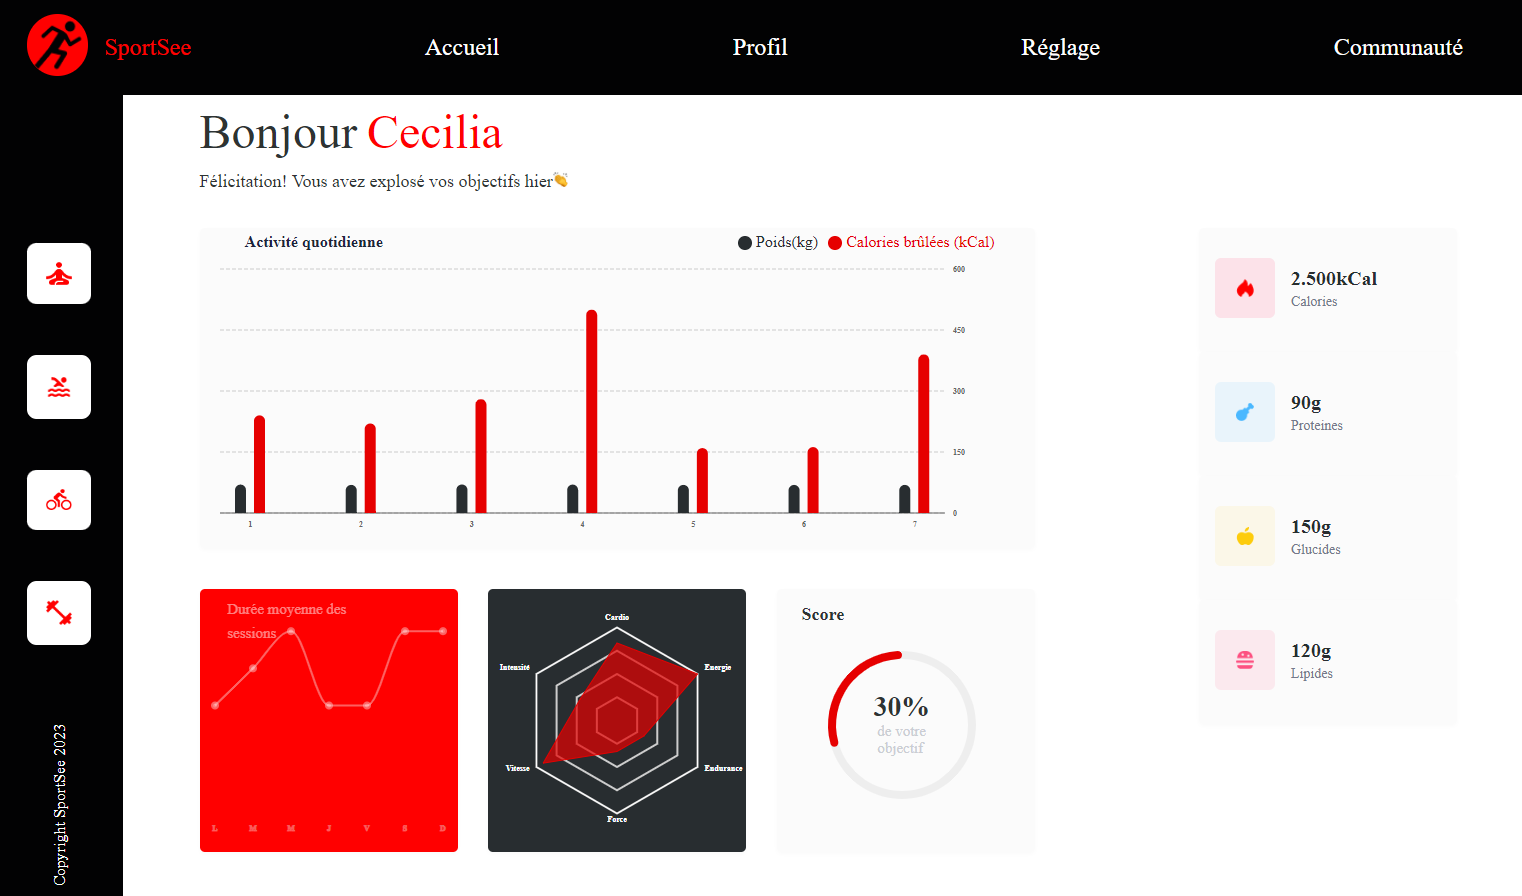 SportSee
Accueil
Profil
Réglage
Communauté
Bonjour Cecilia
Félicitation! Vous avez explosé vos objectifs hier👏
Activité quotidienne
Poids(kg)
Calories brûlées (kCal)
600
450
300
150
0
1
2
3
4
5
6
7
2.500kCal
Calories
90g
Proteines
150g
Glucides
120g
Lipides
Durée moyenne des
sessions
L
M
M
J
V
S
D
Cardio
Energie
Endurance
Force
Vitesse
Intensité
Score
30%
de votre
objectif
Copyright SportSee 2023